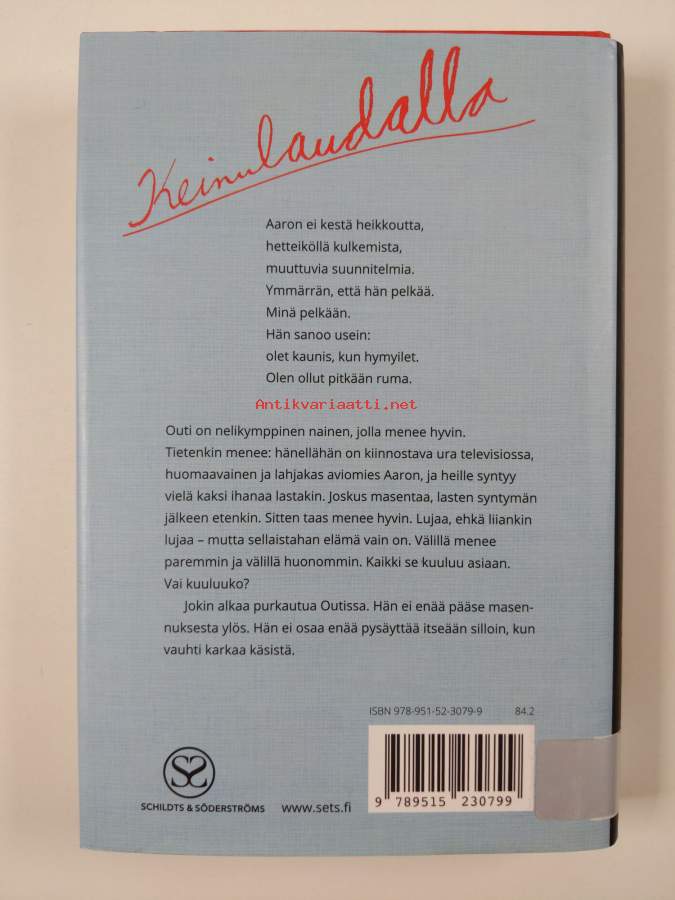 Keinulaudalla
Aaron ei kestä heikkoutta,
hetteiköllä kulkemista,
muuttuvia suunnitelmia.
Ymmärrän, että hän pelkää.
Minä pelkään.
Hän sanoo usein:
olet kaunis, kun hymyilet.
Olen ollut pitkään ruma.
Antikvariaatti.net
Outi on nelikymppinen nainen, jolla menee hyvin.
Tietenkin menee: hänellähän on kiinnostava ura televisiossa,
huomaavainen ja lahjakas aviomies Aaron, ja heille syntyy
vielä kaksi ihanaa lastakin. Joskus masentaa, lasten syntymän
jälkeen etenkin. Sitten taas menee hyvin. Lujaa, ehkä liiankin
lujaa – mutta sellaistahan elämä vain on. Välillä menee
paremmin ja välillä huonommin. Kaikki se kuuluu asiaan.
Vai kuuluuko?
Jokin alkaa purkautua Outissa. Hän ei enää pääse masen-
nuksesta ylös. Hän ei osaa enää pysäyttää itseään silloin, kun
vauhti karkaa käsistä.
ISBN 978-951-52-3079-9 84.2
SCHILDTS & SÖDERSTRÖMS
www.sets.fi
9 789515 230799